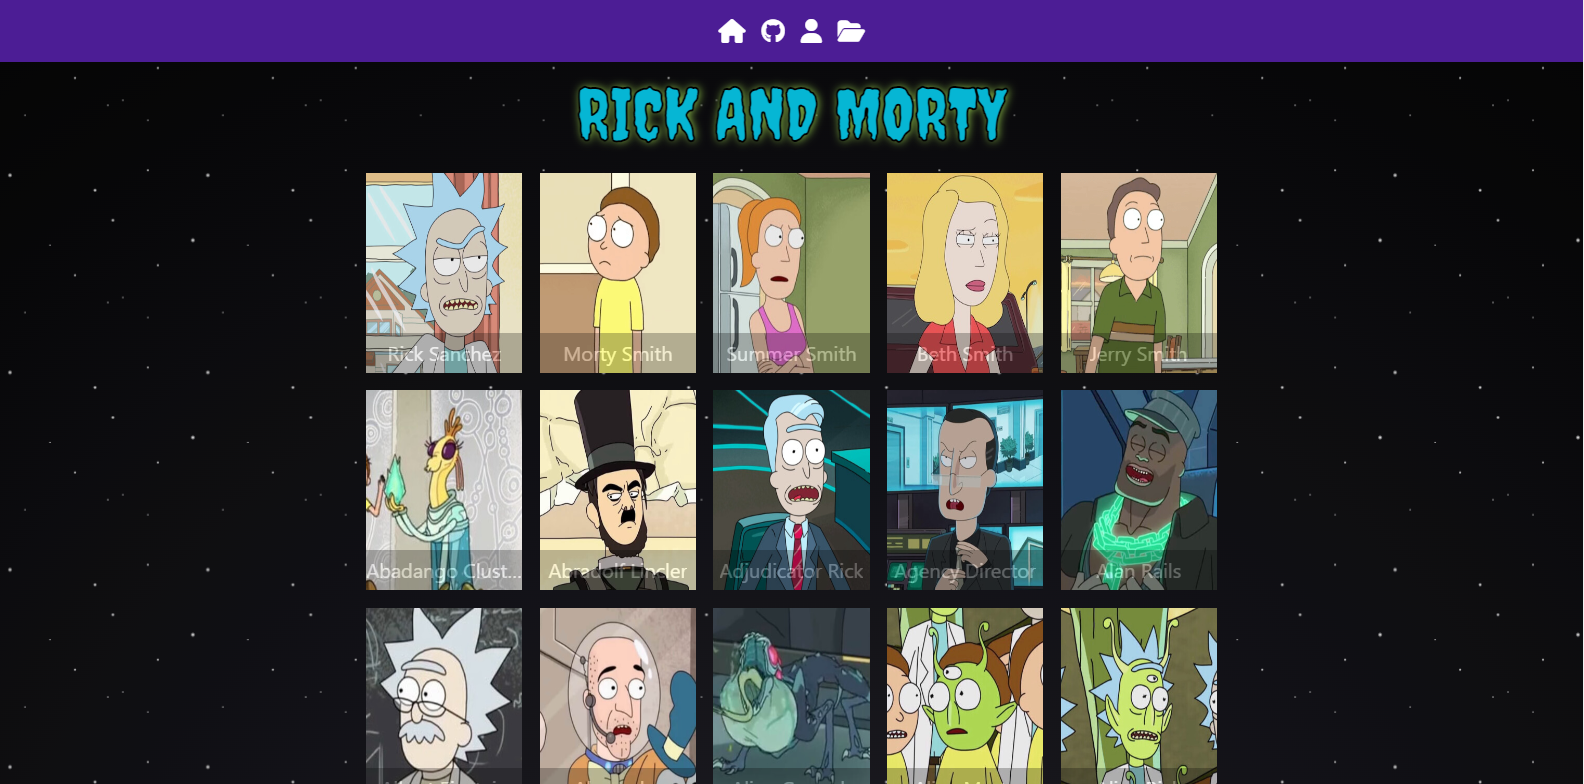 RICK AND MORTY
Rick Sanchez
Morty Smith
Summer Smith
Beth Smith
Jerry Smith
Abadango Clust...
Abradolf Lincler
Adjudicator Rick
Agency Director
Alan Rails